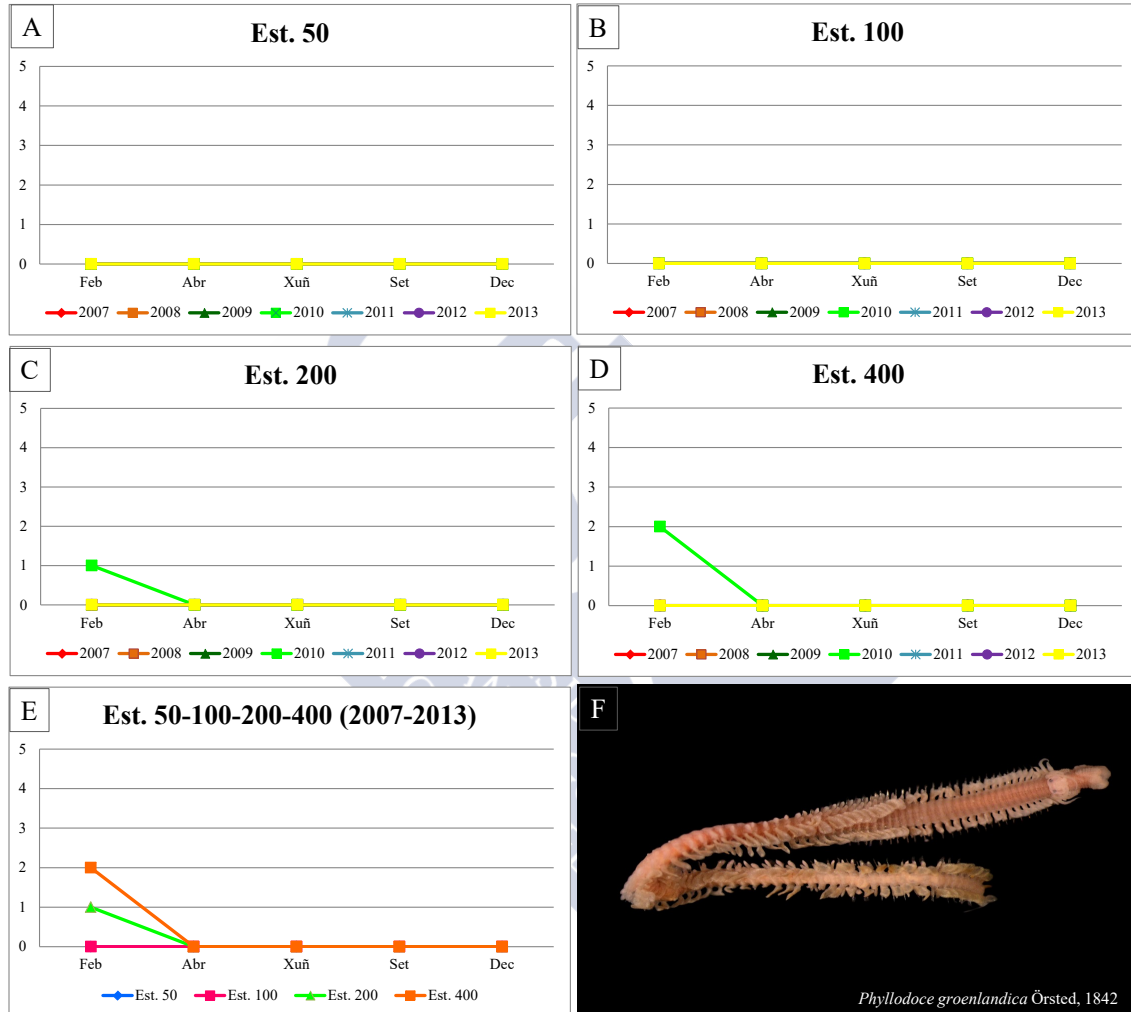 A
Est. 50
5
4
3
2
1
0
Feb Abr Xuñ Set Dec
2007 2008 2009 2010 2011 2012 2013
B
Est. 100
5
4
3
2
1
0
Feb Abr Xuñ Set Dec
2007 2008 2009 2010 2011 2012 2013
C
Est. 200
5
4
3
2
1
0
Feb Abr Xuñ Set Dec
2007 2008 2009 2010 2011 2012 2013
D
Est. 400
5
4
3
2
1
0
Feb Abr Xuñ Set Dec
2007 2008 2009 2010 2011 2012 2013
E
Est. 50-100-200-400 (2007-2013)
5
4
3
2
1
0
Feb Abr Xuñ Set Dec
Est. 50 Est. 100 Est. 200 Est. 400
F
Phyllodoce groenlandica Örsted, 1842